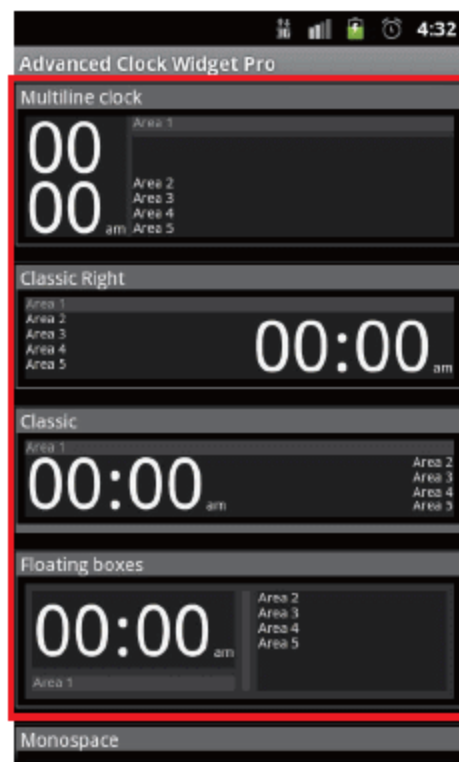 4:32
Advanced Clock Widget Pro
Multiline clock
00
00
am
Area 1
Area 2
Area 3
Area 4
Area 5
Classic Right
Area 1
Area 2
Area 3
Area 4
Area 5
00:00
am
Classic
Area 1
00:00
am
Area 2
Area 3
Area 4
Area 5
Floating boxes
00:00
am
Area 1
Area 2
Area 3
Area 4
Area 5
Monospace